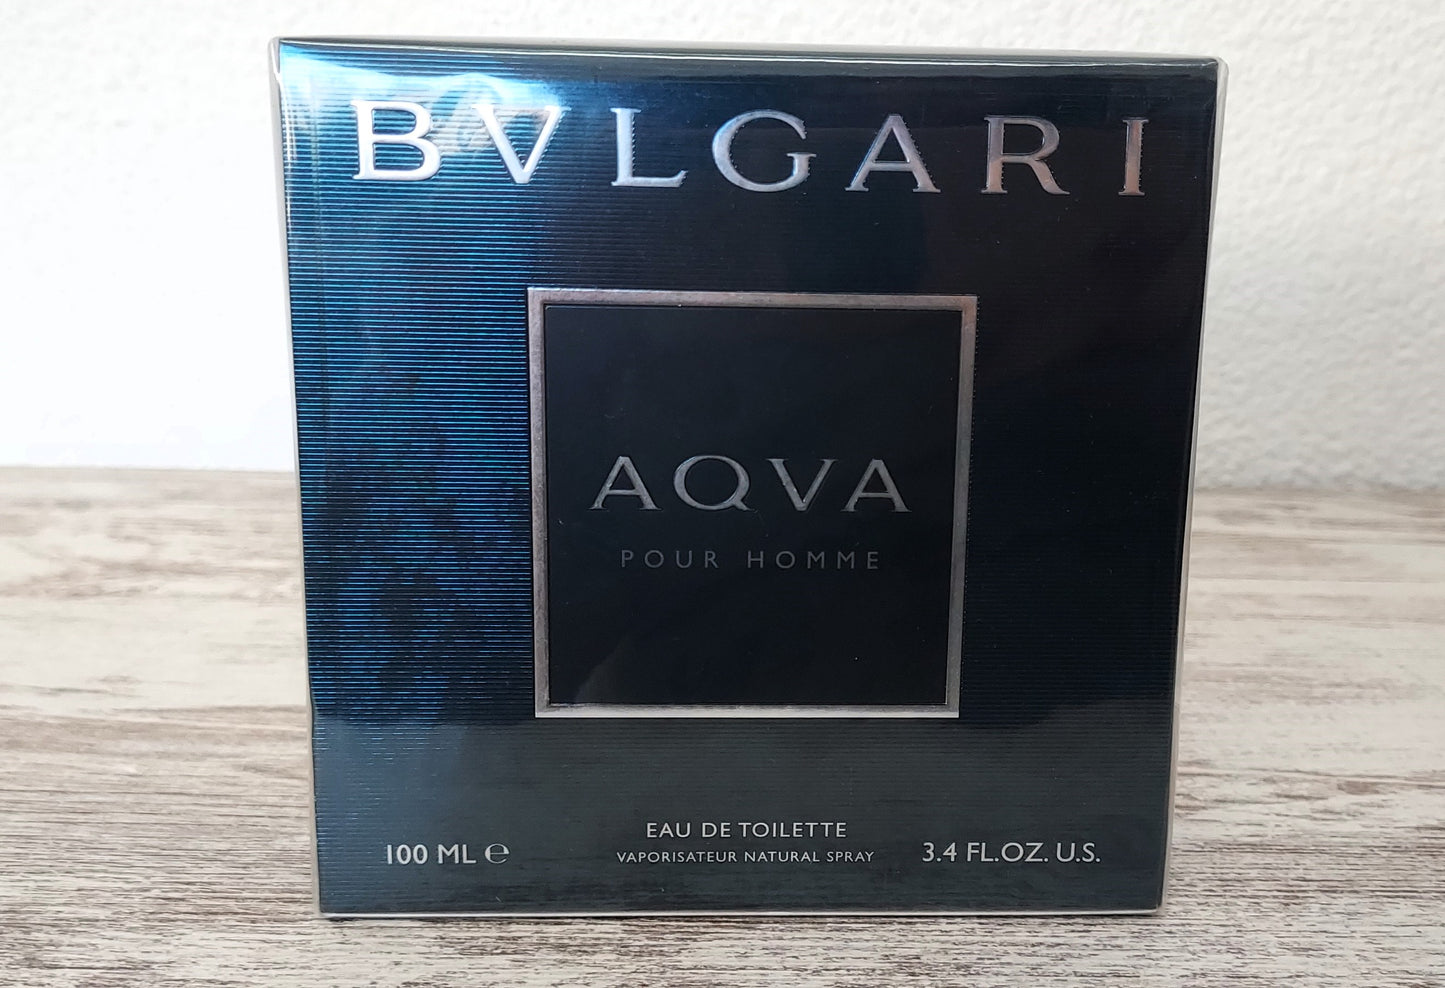 BVLGARI
AQVA
POUR HOMME
EAU DE TOILETTE
100 ML ℮
VAPORISATEUR NATURAL SPRAY
3.4 FL.OZ. U.S.